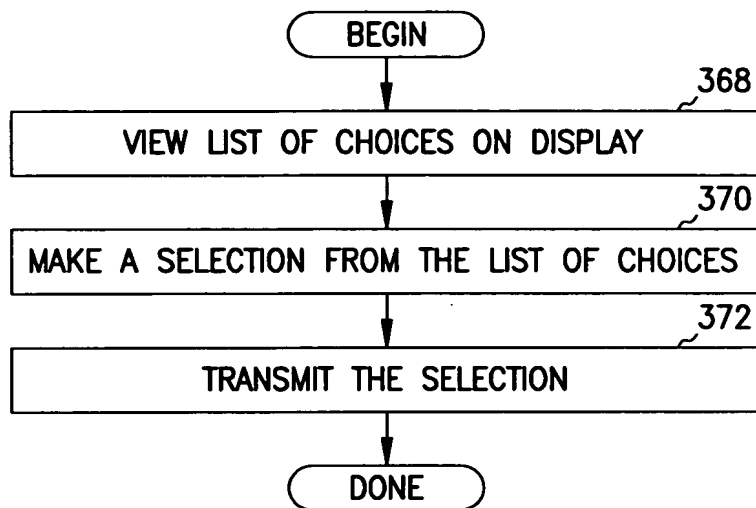 BEGIN
368
VIEW LIST OF CHOICES ON DISPLAY
370
MAKE A SELECTION FROM THE LIST OF CHOICES
372
TRANSMIT THE SELECTION
DONE